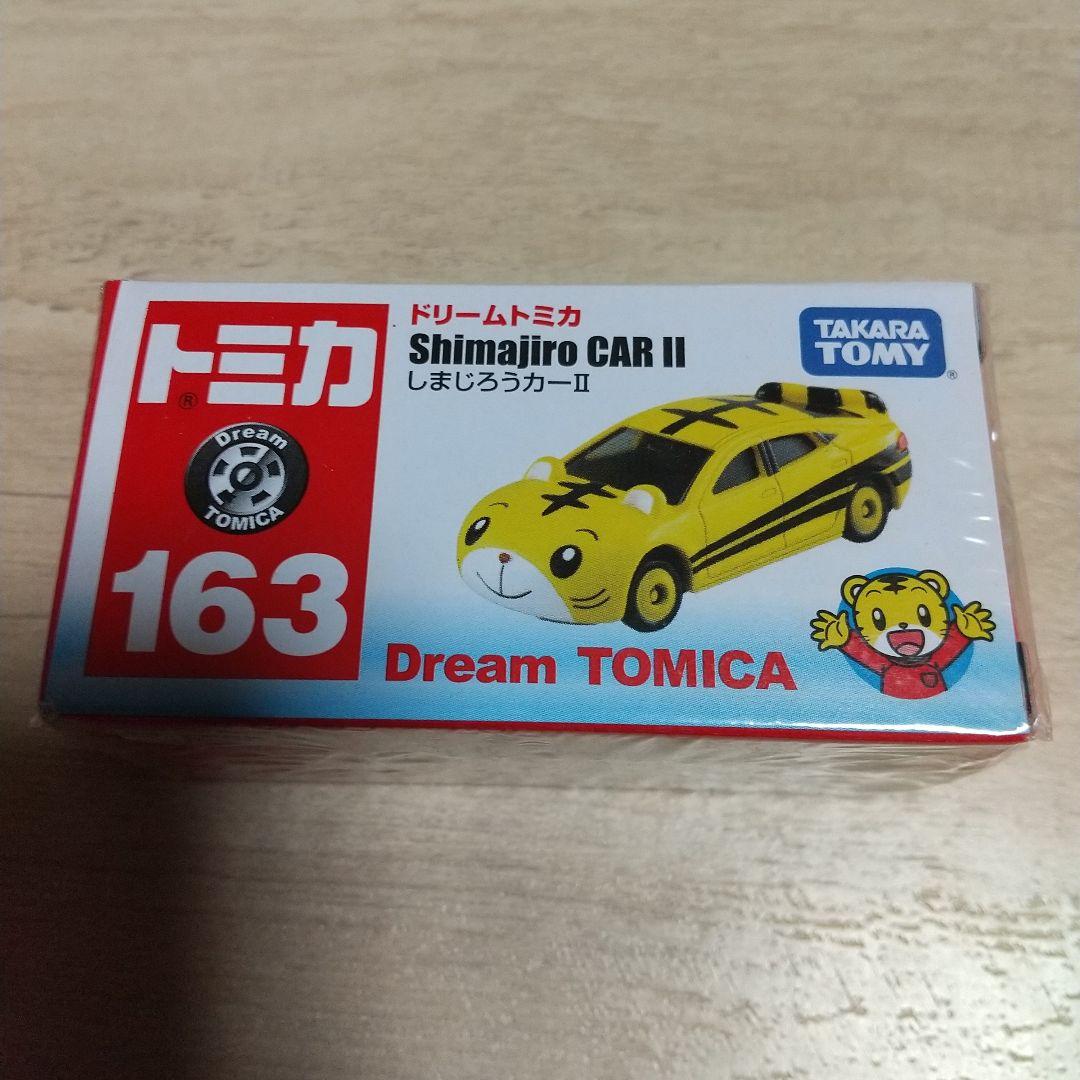 トミカ
®
Dream
TOMICA
163
ドリームトミカ
Shimajiro CAR II
しまじろうカーII
TAKARA
TOMY
®
Dream TOMICA